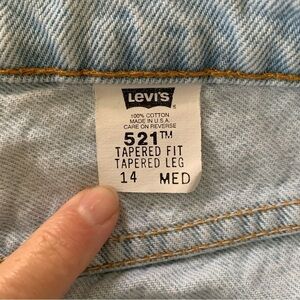 LEVI'S
100% COTTON
MADE IN U.S.A.
CARE ON REVERSE
521™
TAPERED FIT
TAPERED LEG
14 MED